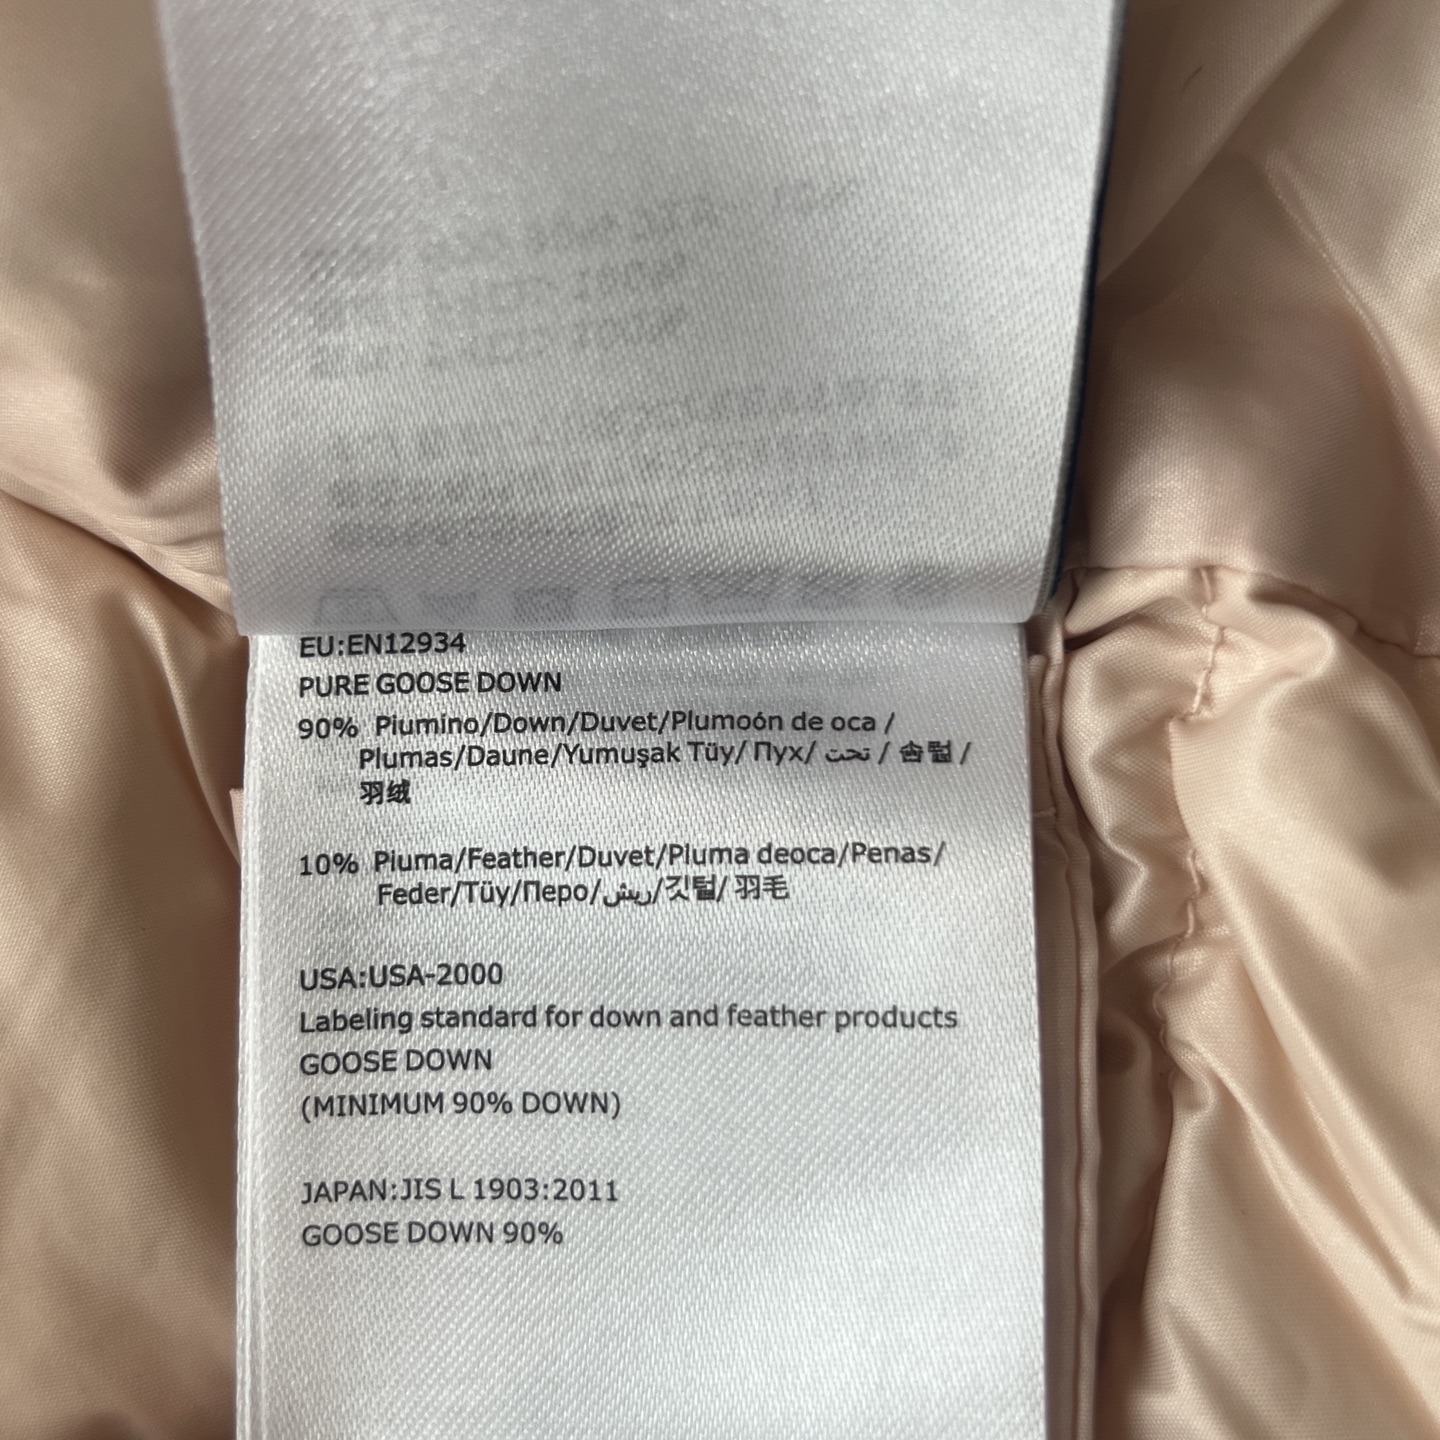 EU:EN12934
PURE GOOSE DOWN
90% Piumino/Down/Duvet/Plumoón de oca /
Plumas/Daune/Yumuşak Tüy/ Пух/ تحت / 솜털 /
羽绒
10% Piuma/Feather/Duvet/Pluma deoca/Penas/
Feder/Tüy/Перо/ريش/깃털/ 羽毛
USA:USA-2000
Labeling standard for down and feather products
GOOSE DOWN
(MINIMUM 90% DOWN)
JAPAN:JIS L 1903:2011
GOOSE DOWN 90%